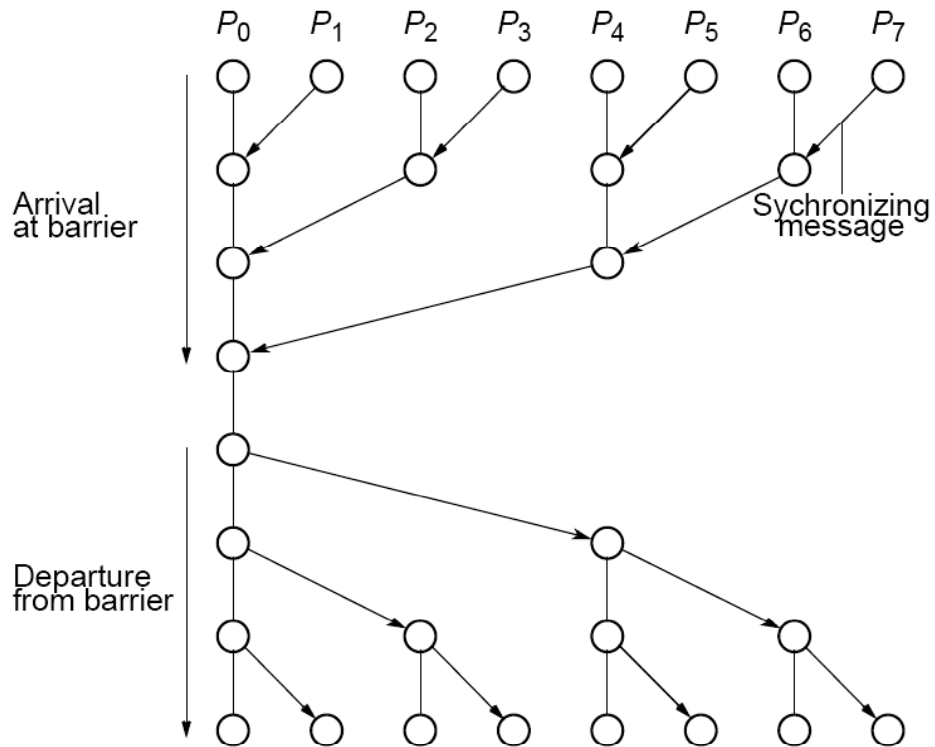 P0 P1 P2 P3 P4 P5 P6 P7
Arrival
at barrier
Sychronizing
message
Departure
from barrier